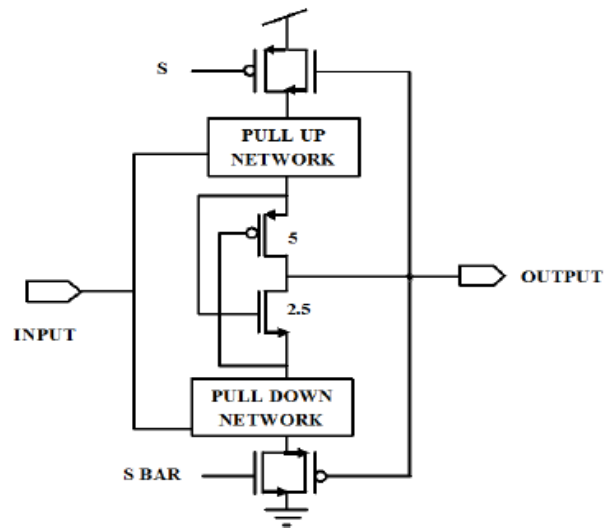 S
PULL UP
NETWORK
5
2.5
OUTPUT
INPUT
PULL DOWN
NETWORK
S BAR